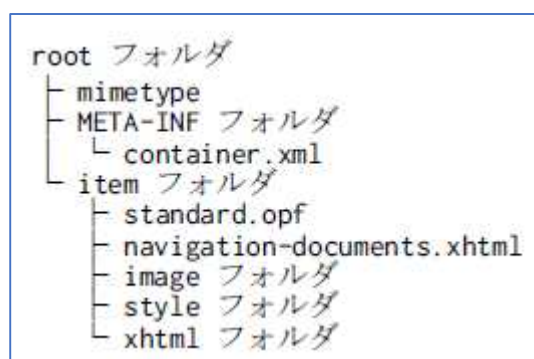 root フォルダ
├ mimetype
├ META-INF フォルダ
│ └ container.xml
└ item フォルダ
├ standard.opf
├ navigation-documents.xhtml
├ image フォルダ
├ style フォルダ
└ xhtml フォルダ